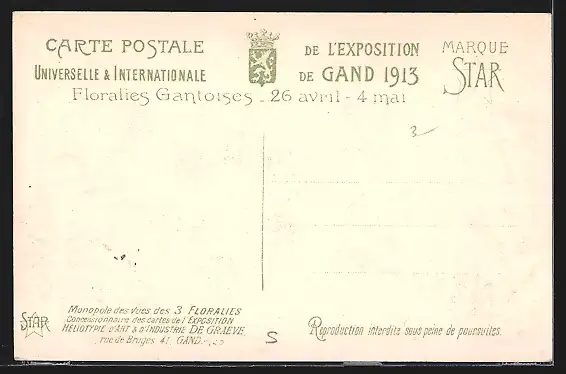 CARTE POSTALE DE L'EXPOSITION MARQUE
UNIVERSELLE & INTERNATIONALE DE GAND 1913 STAR
Floralies Gantoises - 26 avril - 4 mai
3
Monopole des vues des 3 FLORALIES
Concessionnaire des cartes de l'EXPOSITION
STAR HÉLIOTYPIE D'ART & D'INDUSTRIE DE GRAEVE
rue de Bruges 41 GAND
S
Reproduction interdite sous peine de poursuites.